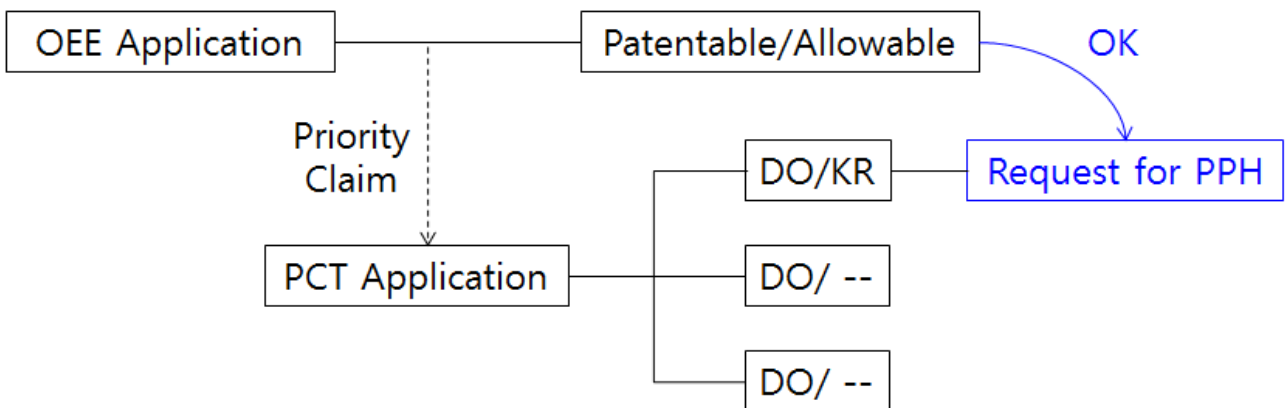 OEE Application
Patentable/Allowable
OK
Priority
Claim
DO/KR
Request for PPH
PCT Application
DO/ --
DO/ --